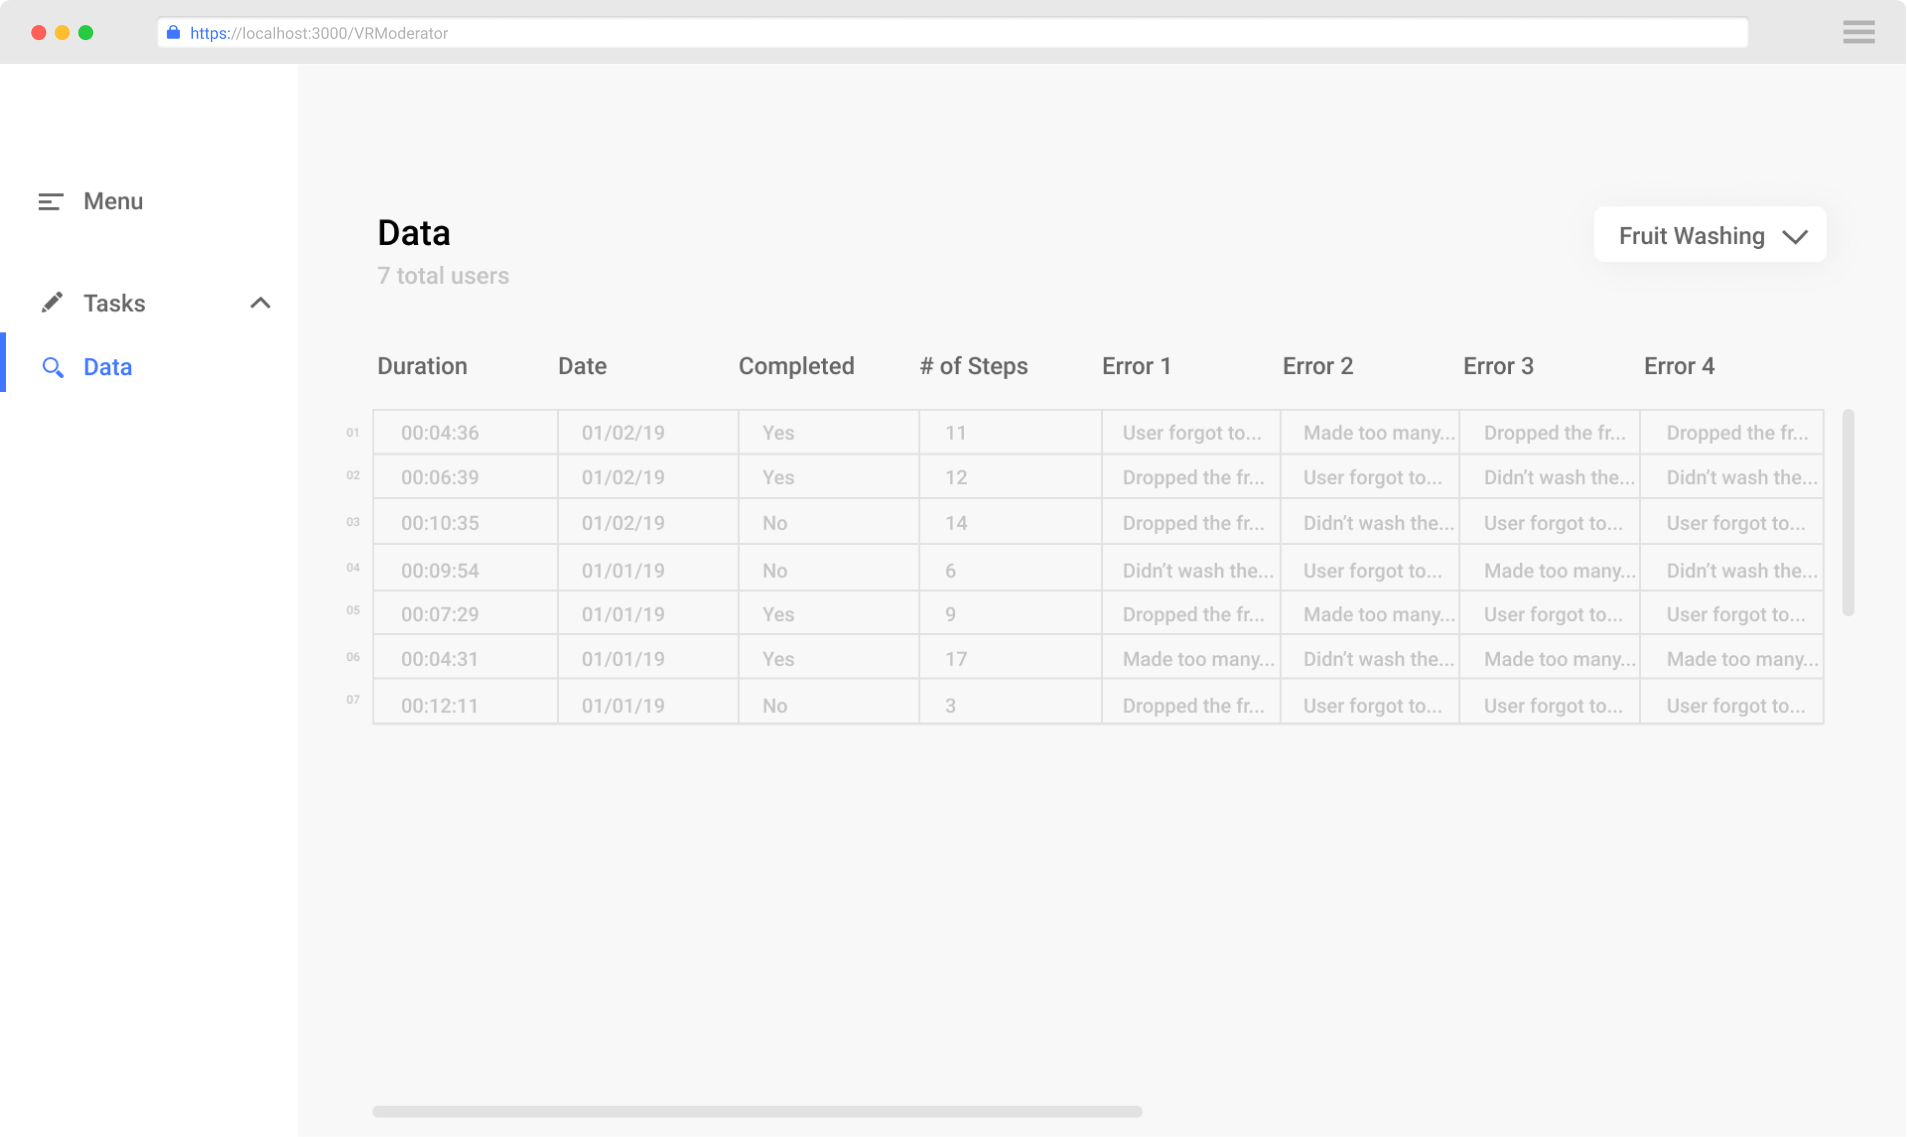 https://localhost:3000/VRModerator
Menu
Tasks
Data
Data
7 total users
Fruit Washing
Duration Date Completed # of Steps Error 1 Error 2 Error 3 Error 4
01 00:04:36 01/02/19 Yes 11 User forgot to... Made too many... Dropped the fr... Dropped the fr...
02 00:06:39 01/02/19 Yes 12 Dropped the fr... User forgot to... Didn’t wash the... Didn’t wash the...
03 00:10:35 01/02/19 No 14 Dropped the fr... Didn’t wash the... User forgot to... User forgot to...
04 00:09:54 01/01/19 No 6 Didn’t wash the... User forgot to... Made too many... Didn’t wash the...
05 00:07:29 01/01/19 Yes 9 Dropped the fr... Made too many... User forgot to... User forgot to...
06 00:04:31 01/01/19 Yes 17 Made too many... Didn’t wash the... Made too many... Made too many...
07 00:12:11 01/01/19 No 3 Dropped the fr... User forgot to... User forgot to... User forgot to...